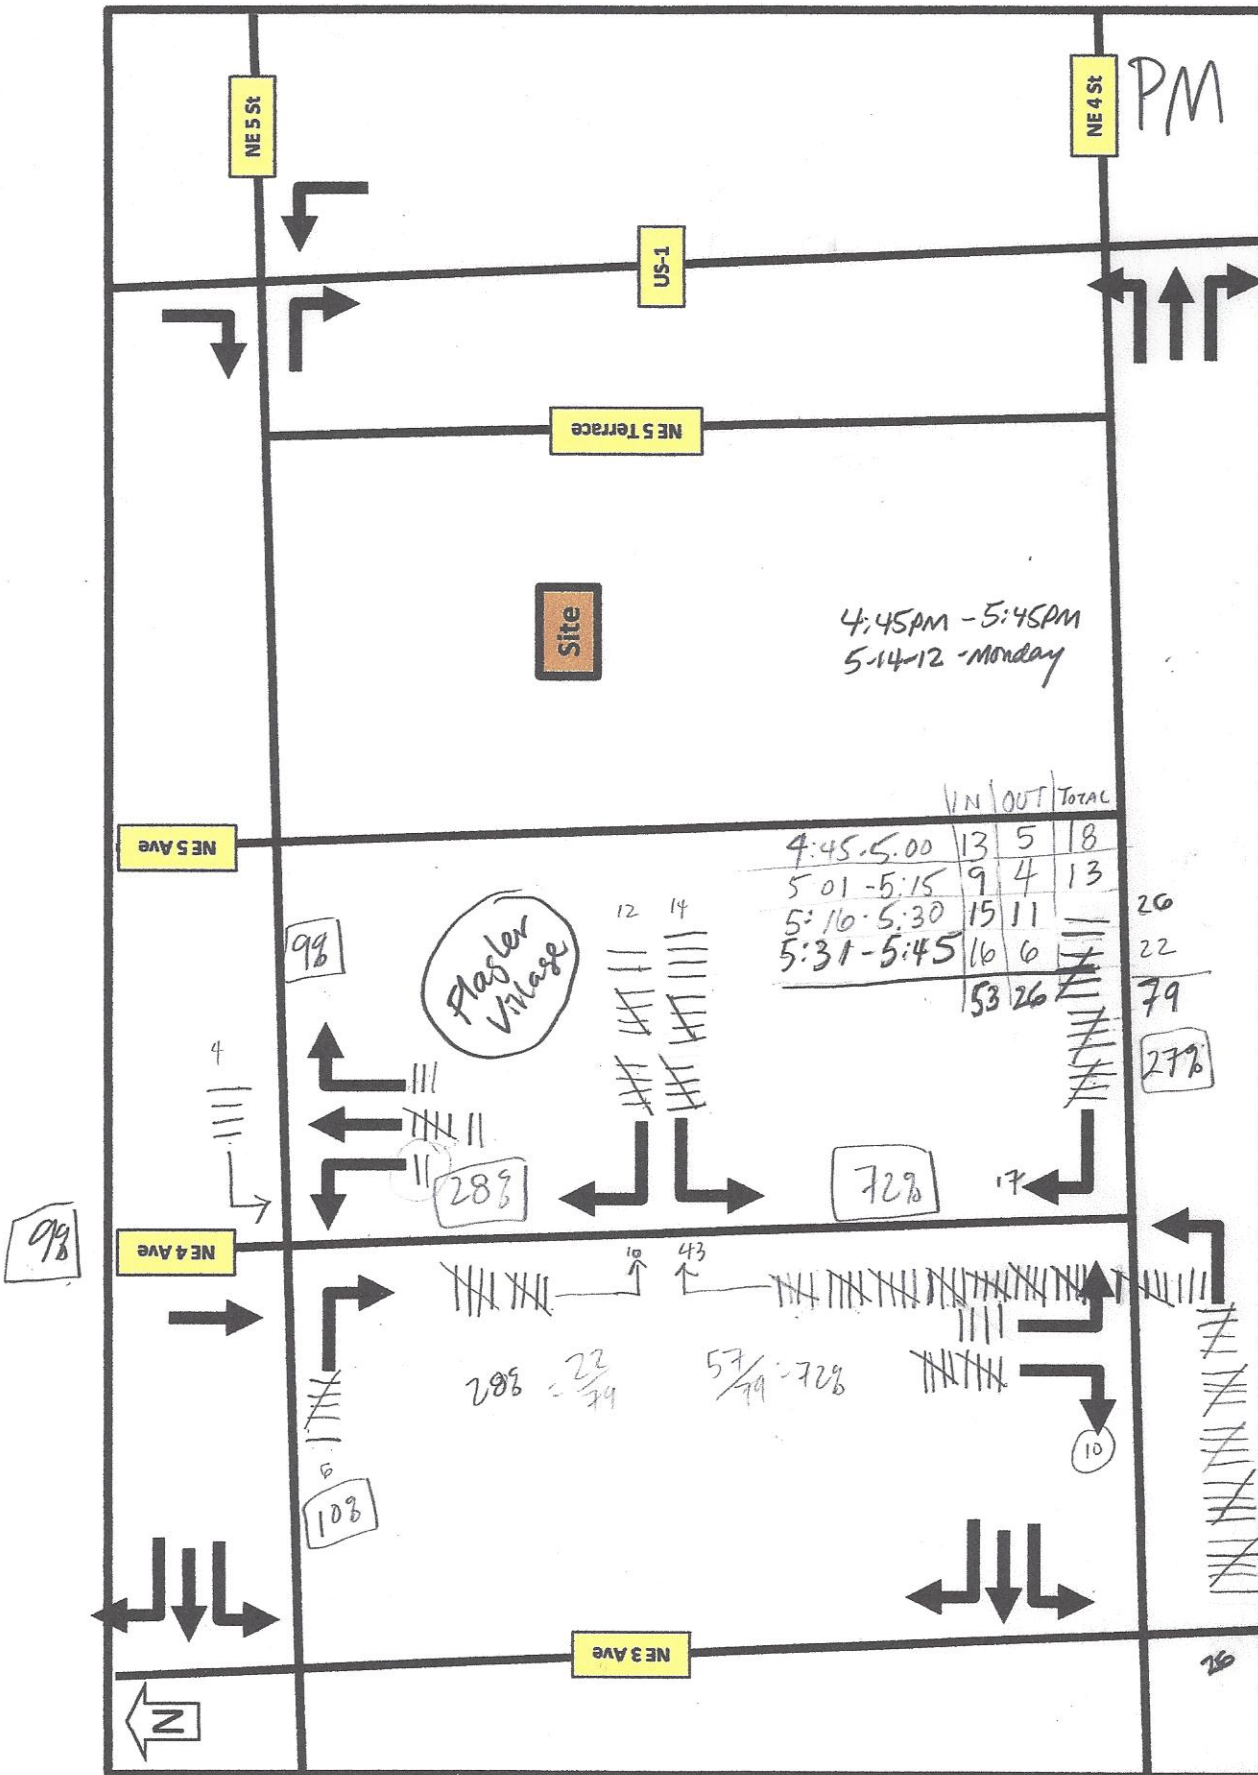 PM
NE 5 St
NE 4 St
US-1
NE 5 Terrace
Site
4:45PM - 5:45PM
5-14-12 - Monday
NE 5 Ave
IN OUT TOTAL
4:45-5:00 13 5 18
5:01-5:15 9 4 13
5:16-5:30 15 11 26
5:31-5:45 16 6 22
53 26 79
9%
Flagler
Village
12 14
4
27%
28%
72%
17
9%
NE 4 Ave
10 43
28% = 22/79
57/79 = 72%
10
6
10%
NE 3 Ave
26
N